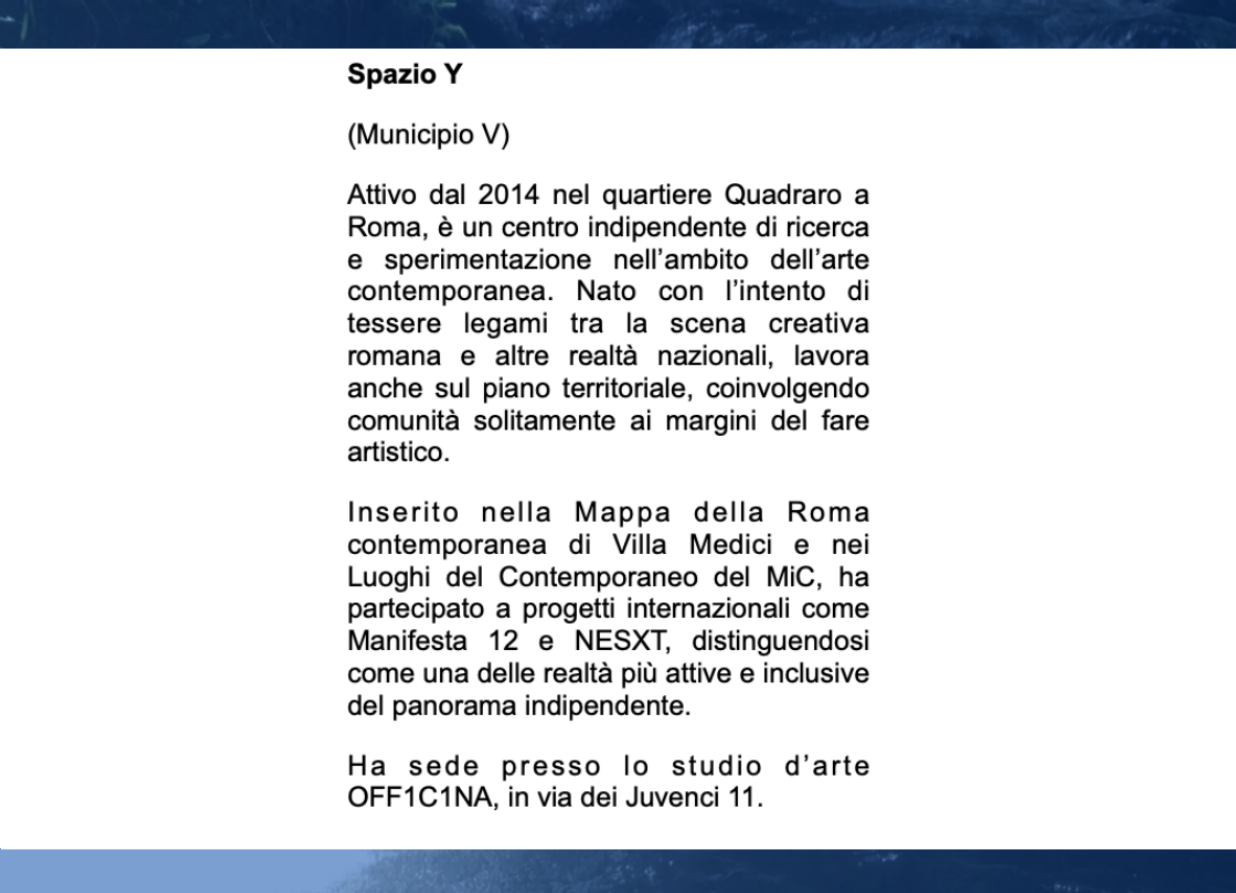 Spazio Y
(Municipio V)
Attivo dal 2014 nel quartiere Quadraro a
Roma, è un centro indipendente di ricerca
e sperimentazione nell’ambito dell’arte
contemporanea. Nato con l’intento di
tessere legami tra la scena creativa
romana e altre realtà nazionali, lavora
anche sul piano territoriale, coinvolgendo
comunità solitamente ai margini del fare
artistico.
Inserito nella Mappa della Roma
contemporanea di Villa Medici e nei
Luoghi del Contemporaneo del MiC, ha
partecipato a progetti internazionali come
Manifesta 12 e NESXT, distinguendosi
come una delle realtà più attive e inclusive
del panorama indipendente.
Ha sede presso lo studio d’arte
OFF1C1NA, in via dei Juvenci 11.